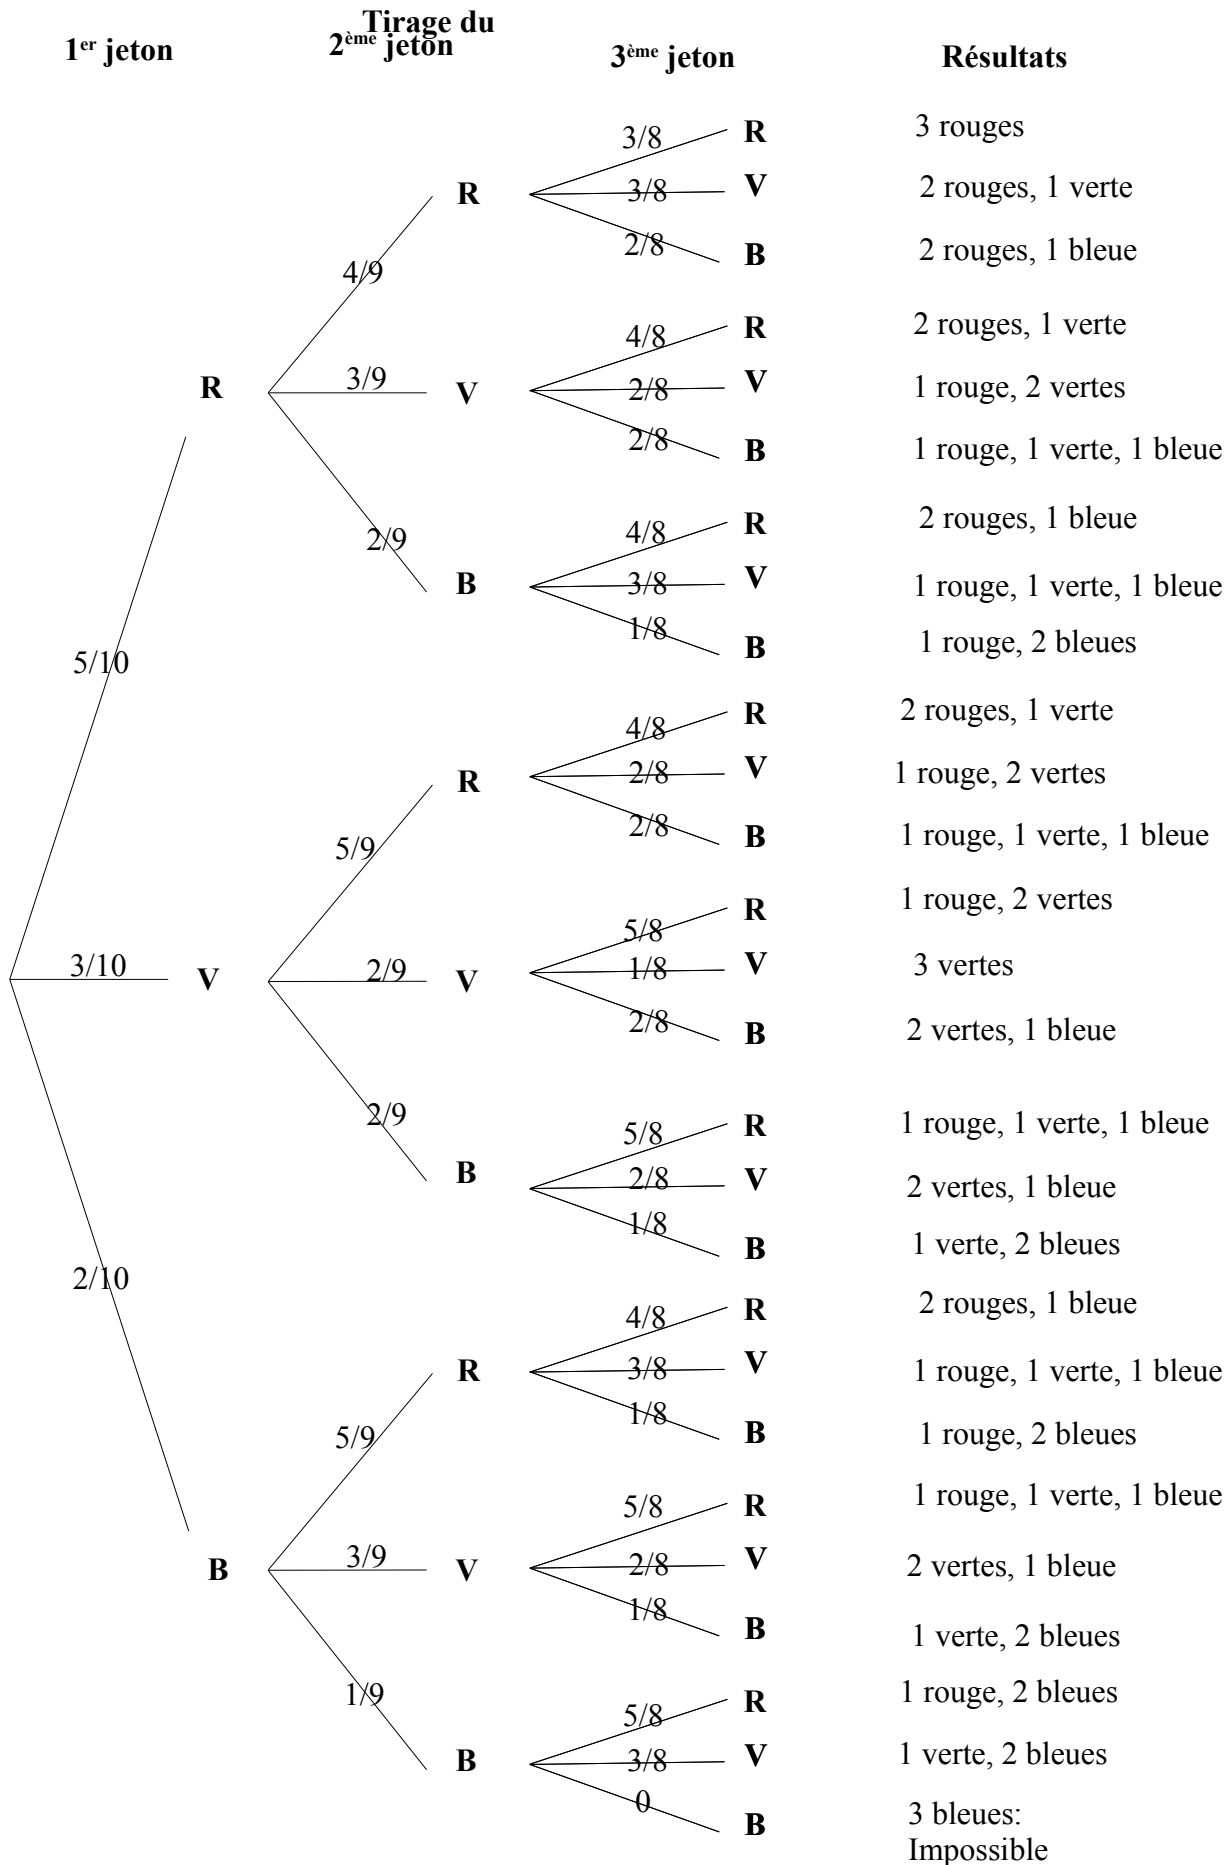 Tirage du
1er jeton 2ème jeton 3ème jeton Résultats
3/8 R 3 rouges
R 3/8 V 2 rouges, 1 verte
2/8 B 2 rouges, 1 bleue
4/9
4/8 R 2 rouges, 1 verte
R 3/9 V 2/8 V 1 rouge, 2 vertes
2/8 B 1 rouge, 1 verte, 1 bleue
2/9 4/8 R 2 rouges, 1 bleue
B 3/8 V 1 rouge, 1 verte, 1 bleue
1/8 B 1 rouge, 2 bleues
5/10
4/8 R 2 rouges, 1 verte
R 2/8 V 1 rouge, 2 vertes
2/8 B 1 rouge, 1 verte, 1 bleue
5/9
5/8 R 1 rouge, 2 vertes
3/10 V 2/9 V 1/8 V 3 vertes
2/8 B 2 vertes, 1 bleue
2/9 5/8 R 1 rouge, 1 verte, 1 bleue
B 2/8 V 2 vertes, 1 bleue
1/8 B 1 verte, 2 bleues
2/10
4/8 R 2 rouges, 1 bleue
R 3/8 V 1 rouge, 1 verte, 1 bleue
1/8 B 1 rouge, 2 bleues
5/9
5/8 R 1 rouge, 1 verte, 1 bleue
B 3/9 V 2/8 V 2 vertes, 1 bleue
1/8 B 1 verte, 2 bleues
1/9 5/8 R 1 rouge, 2 bleues
B 3/8 V 1 verte, 2 bleues
0 B 3 bleues:
Impossible